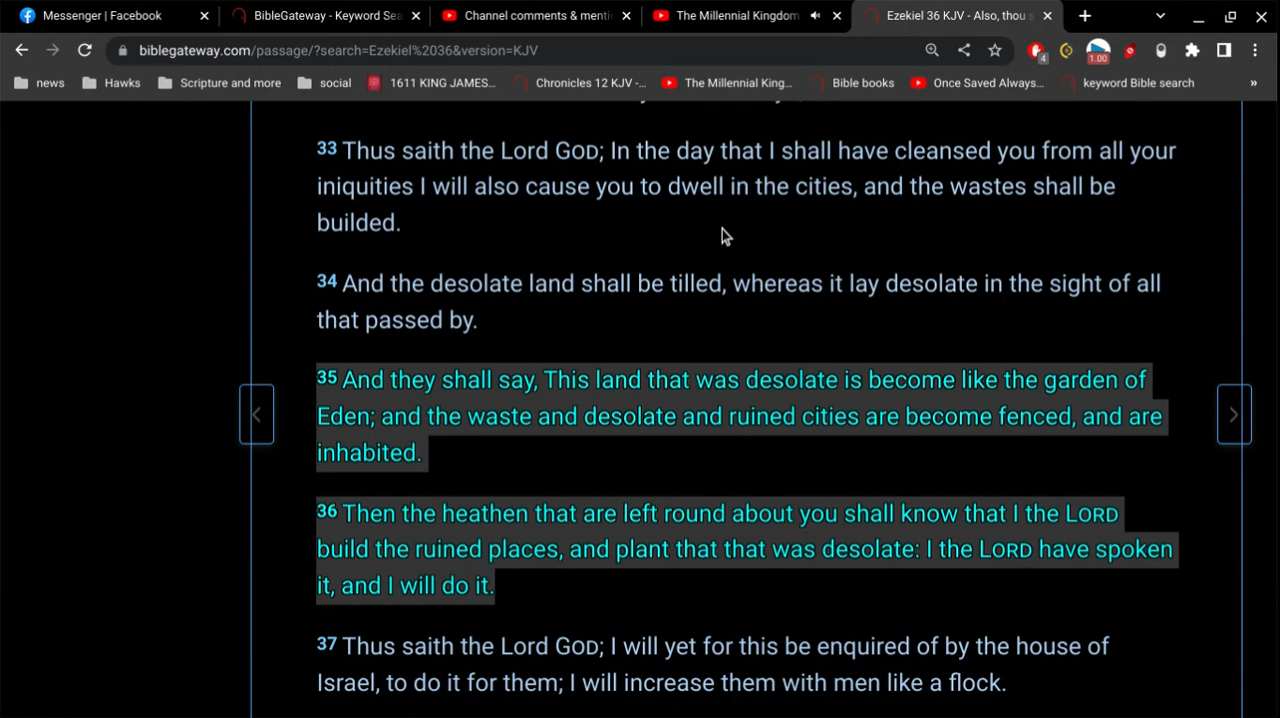 Messenger | Facebook
BibleGateway - Keyword Sea
Channel comments & menti
The Millennial Kingdom
Ezekiel 36 KJV - Also, thou s
biblegateway.com/passage/?search=Ezekiel%2036&version=KJV
4
1.00
news
Hawks
Scripture and more
social
1611 KING JAMES...
Chronicles 12 KJV -...
The Millennial King...
Bible books
Once Saved Always...
keyword Bible search
»
33 Thus saith the Lord GOD; In the day that I shall have cleansed you from all your
iniquities I will also cause you to dwell in the cities, and the wastes shall be
builded.
34 And the desolate land shall be tilled, whereas it lay desolate in the sight of all
that passed by.
35 And they shall say, This land that was desolate is become like the garden of
Eden; and the waste and desolate and ruined cities are become fenced, and are
inhabited.
36 Then the heathen that are left round about you shall know that I the LORD
build the ruined places, and plant that that was desolate: I the LORD have spoken
it, and I will do it.
37 Thus saith the Lord GOD; I will yet for this be enquired of by the house of
Israel, to do it for them; I will increase them with men like a flock.